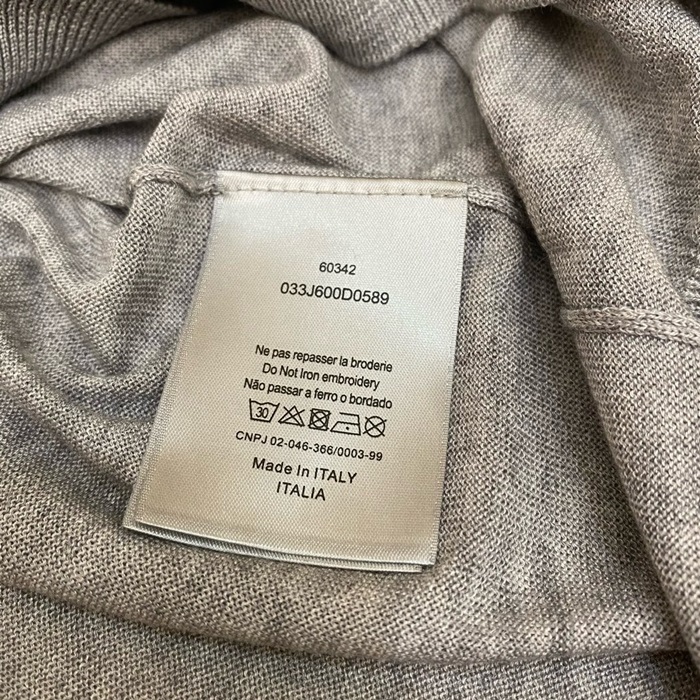 60342
033J600D0589
Ne pas repasser la broderie
Do Not Iron embroidery
Não passar a ferro o bordado
30
CNPJ 02-046-366/0003-99
Made In ITALY
ITALIA